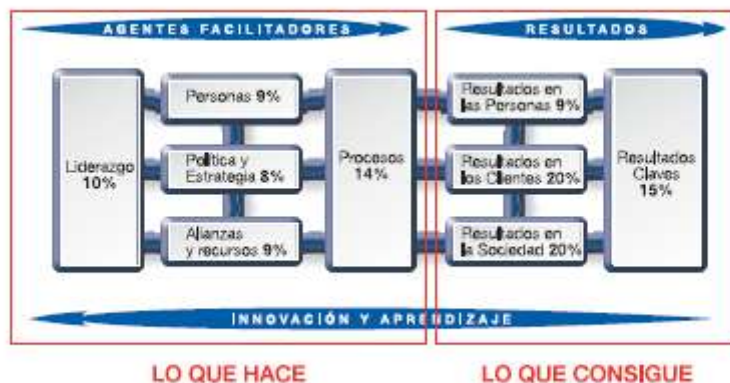 AGENTES FACILITADORES
RESULTADOS
Liderazgo
10%
Personas 9%
Política y
Estrategia 8%
Alianzas
y recursos 9%
Procesos
14%
Resultados en
las Personas 9%
Resultados en
los Clientes 20%
Resultados en
la Sociedad 20%
Resultados
Claves
15%
INNOVACIÓN Y APRENDIZAJE
LO QUE HACE
LO QUE CONSIGUE